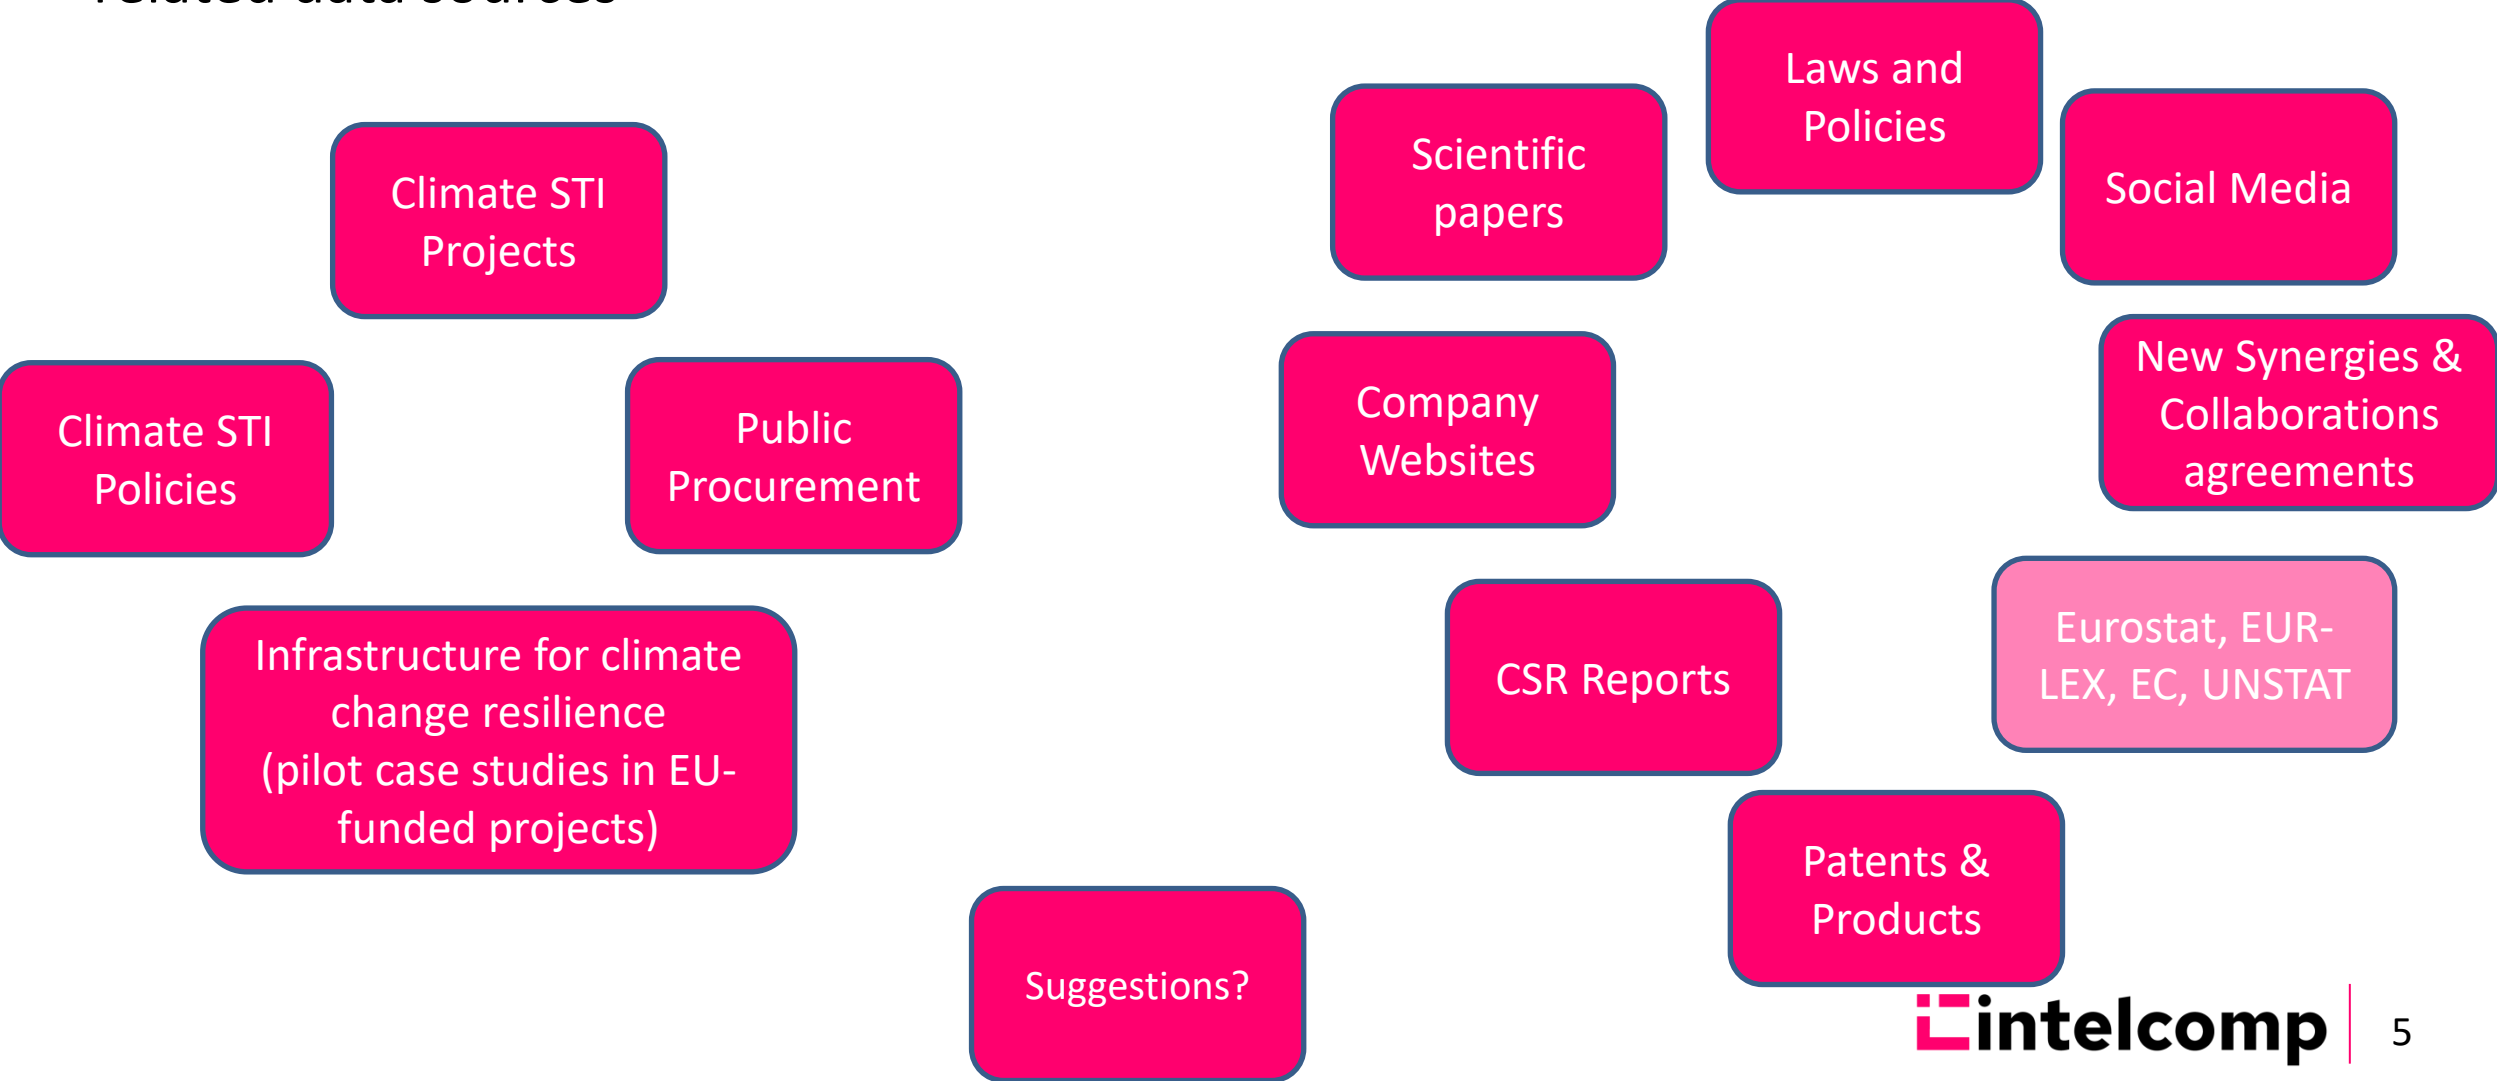 Laws and
Policies
Scientific
papers
Social Media
Climate STI
Projects
New Synergies &
Collaborations
agreements
Climate STI
Policies
Public
Procurement
Company
Websites
Infrastructure for climate
change resilience
(pilot case studies in EU-
funded projects)
CSR Reports
Eurostat, EUR-
LEX, EC, UNSTAT
Patents &
Products
Suggestions?
intelcomp
5